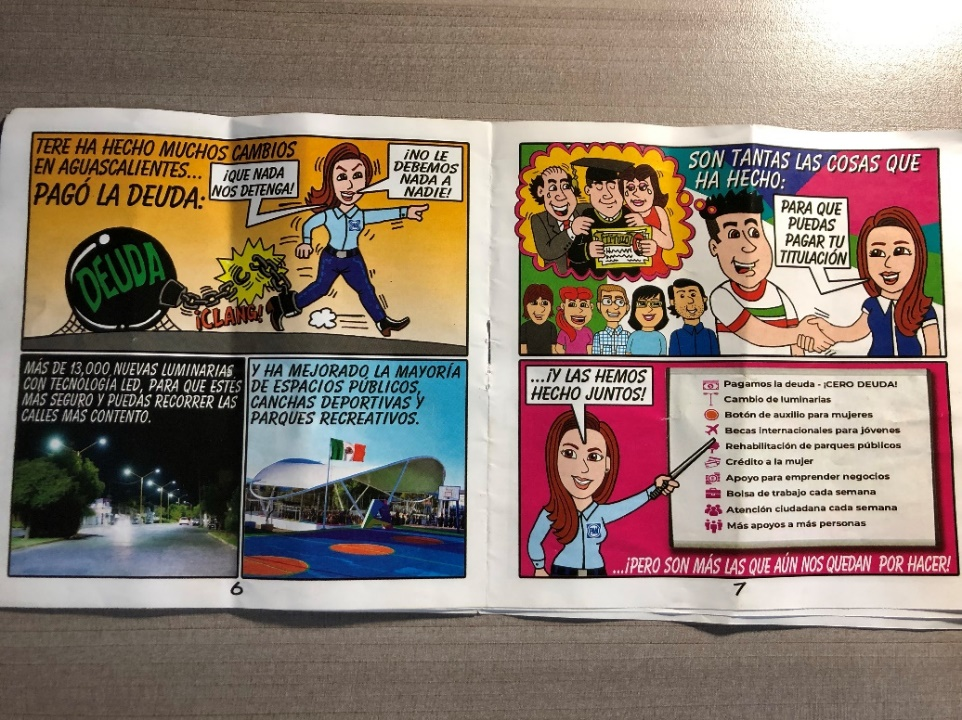 TERE HA HECHO MUCHOS CAMBIOS
EN AGUASCALIENTES...
PAGÓ LA DEUDA:
¡QUE NADA
NOS DETENGA!
¡NO LE
DEBEMOS
NADA A
NADIE!
DEUDA
¡CLANG!
PAN
MÁS DE 13,000 NUEVAS LUMINARIAS
CON TECNOLOGÍA LED, PARA QUE ESTES
MÁS SEGURO Y PUEDAS RECORRER LAS
CALLES MAS CONTENTO.
Y HA MEJORADO LA MAYORÍA
DE ESPACIOS PÚBLICOS,
CANCHAS DEPORTIVAS Y
PARQUES RECREATIVOS.
6
SON TANTAS LAS COSAS QUE
HA HECHO:
PARA QUE
PUEDAS
PAGAR TU
TITULACIÓN
...¡Y LAS HEMOS
HECHO JUNTOS!
Pagamos la deuda - ¡CERO DEUDA!
Cambio de luminarias
Botón de auxilio para mujeres
Becas internacionales para jóvenes
Rehabilitación de parques públicos
Crédito a la mujer
Apoyo para emprender negocios
Bolsa de trabajo cada semana
Atención ciudadana cada semana
Más apoyos a más personas
PAN
...¡PERO SON MÁS LAS QUE AÚN NOS QUEDAN POR HACER!
7